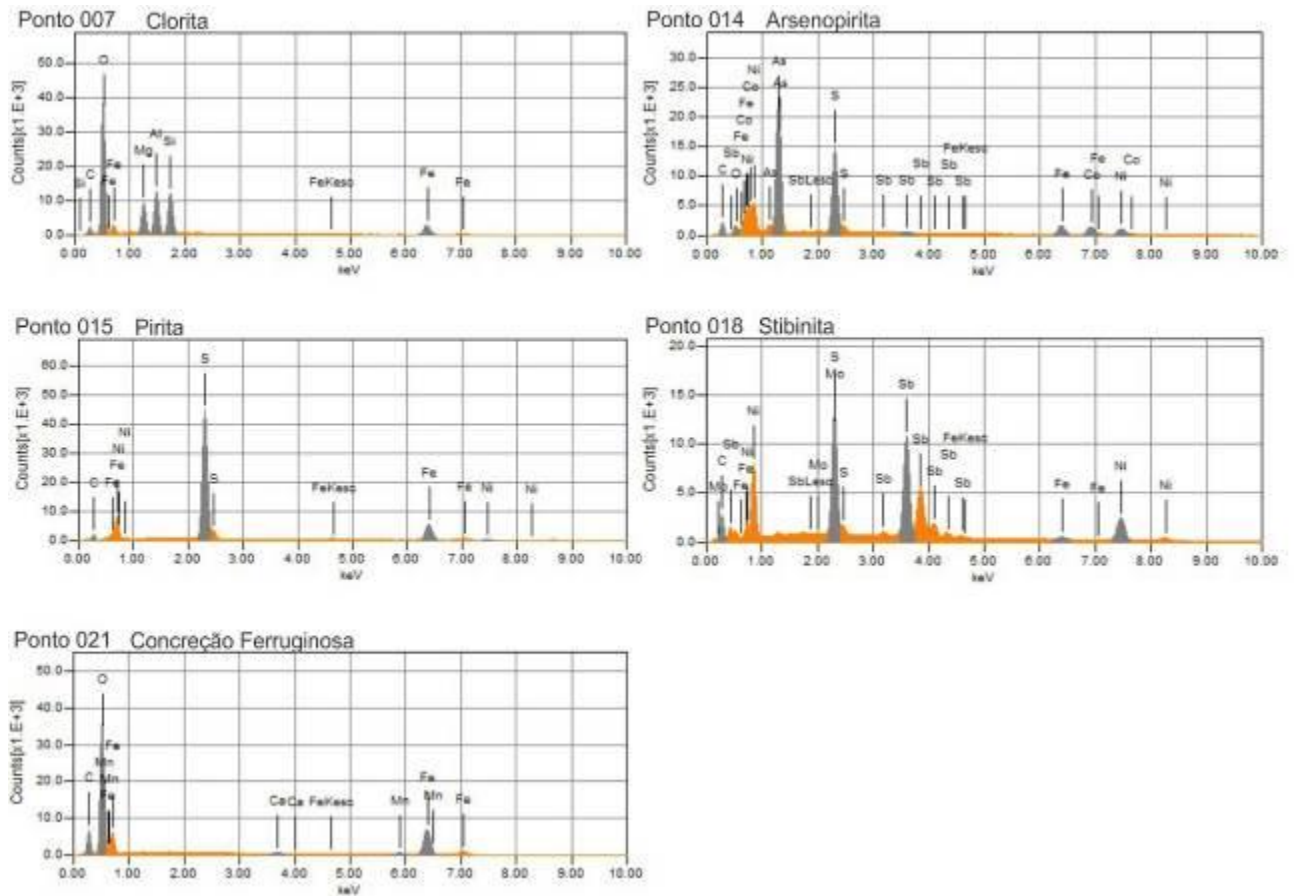 Ponto 007 Clorita
Counts[x1.E+3]
50.0
40.0
30.0
20.0
10.0
0.0
O
Si
C
Fe
Fe
Mg
Al
Si
FeKesc
Fe
Fe
0.00 1.00 2.00 3.00 4.00 5.00 6.00 7.00 8.00 9.00 10.00
keV
Ponto 014 Arsenopirita
Counts[x1.E+3]
30.0
25.0
20.0
15.0
10.0
5.0
0.0
Ni
Co
Fe
Co
Fe
Sb
Ni
C
O
As
As
As
S
S
SbLesc
Sb
Sb
Sb
Sb
FeKesc
Sb
Sb
Fe
Fe
Co
Co
Ni
Ni
0.00 1.00 2.00 3.00 4.00 5.00 6.00 7.00 8.00 9.00 10.00
keV
Ponto 015 Pirita
Counts[x1.E+3]
60.0
50.0
40.0
30.0
20.0
10.0
0.0
Ni
Ni
Fe
C
Fe
S
S
FeKesc
Fe
Fe
Ni
Ni
0.00 1.00 2.00 3.00 4.00 5.00 6.00 7.00 8.00 9.00 10.00
keV
Ponto 018 Stibinita
Counts[x1.E+3]
20.0
15.0
10.0
5.0
0.0
Ni
Sb
Ni
C
Fe
Mo
Fe
S
Mo
Mo
SbLesc
S
Sb
Sb
Sb
Sb
FeKesc
Sb
Sb
Fe
Fe
Ni
Ni
0.00 1.00 2.00 3.00 4.00 5.00 6.00 7.00 8.00 9.00 10.00
keV
Ponto 021 Concreção Ferruginosa
Counts[x1.E+3]
50.0
40.0
30.0
20.0
10.0
0.0
O
Fe
Mn
C
Mn
Fe
Ca
Ca
FeKesc
Mn
Fe
Mn
Fe
0.00 1.00 2.00 3.00 4.00 5.00 6.00 7.00 8.00 9.00 10.00
keV